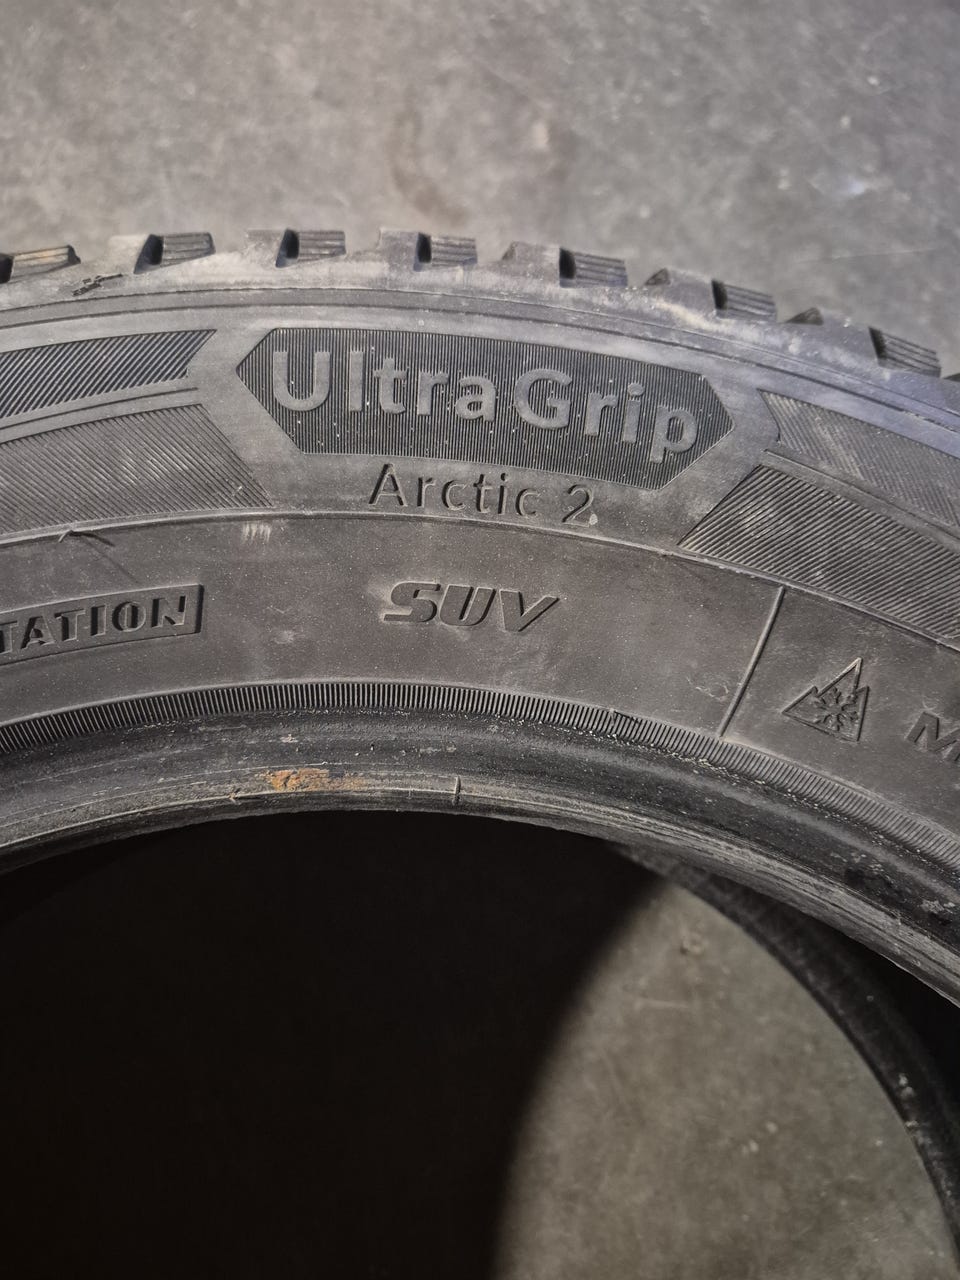 UltraGrip
Arctic 2
TATION
SUV
M